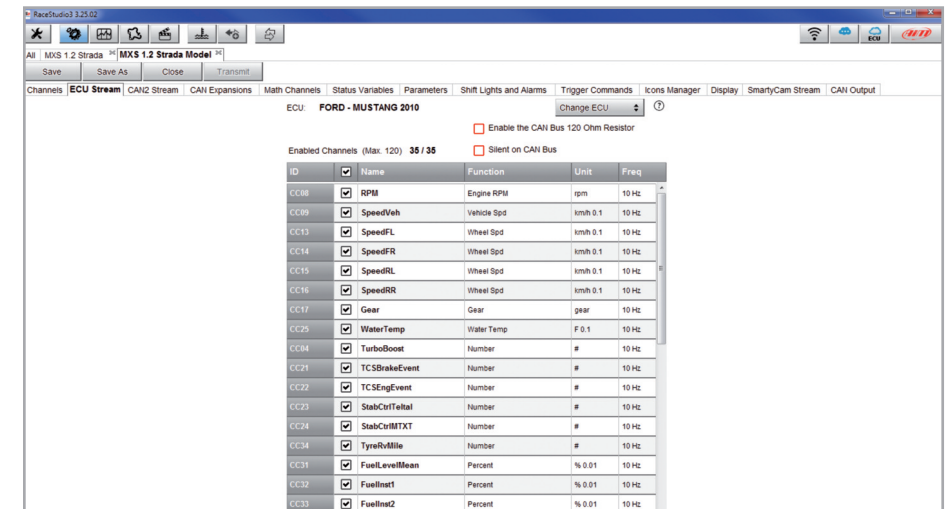 RaceStudio3 3.25.02
ECU AiM
All MXS 1.2 Strada MXS 1.2 Strada Model
Save Save As Close Transmit
Channels ECU Stream CAN2 Stream CAN Expansions Math Channels Status Variables Parameters Shift Lights and Alarms Trigger Commands Icons Manager Display SmartyCam Stream CAN Output
ECU: FORD - MUSTANG 2010 Change ECU ?
Enable the CAN Bus 120 Ohm Resistor
Enabled Channels (Max. 120) 35 / 35 Silent on CAN Bus
ID Name Function Unit Freq
CC08 RPM Engine RPM rpm 10 Hz
CC09 SpeedVeh Vehicle Spd km/h 0.1 10 Hz
CC13 SpeedFL Wheel Spd km/h 0.1 10 Hz
CC14 SpeedFR Wheel Spd km/h 0.1 10 Hz
CC15 SpeedRL Wheel Spd km/h 0.1 10 Hz
CC16 SpeedRR Wheel Spd km/h 0.1 10 Hz
CC17 Gear Gear gear 10 Hz
CC25 WaterTemp Water Temp F 0.1 10 Hz
CC04 TurboBoost Number # 10 Hz
CC21 TCSBrakeEvent Number # 10 Hz
CC22 TCSEngEvent Number # 10 Hz
CC23 StabCtrlTeltal Number # 10 Hz
CC24 StabCtrlMTXT Number # 10 Hz
CC34 TyreRvMile Number # 10 Hz
CC31 FuelLevelMean Percent % 0.01 10 Hz
CC32 FuelInst1 Percent % 0.01 10 Hz
CC33 FuelInst2 Percent % 0.01 10 Hz